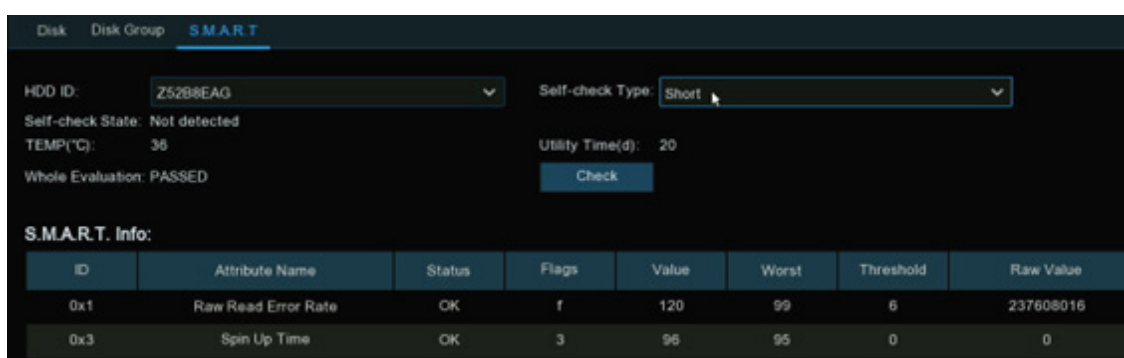 Disk Disk Group S.M.A.R.T
HDD ID: Z52B8EAG Self-check Type: Short
Self-check State: Not detected
TEMP(°C): 36 Utility Time(d): 20
Whole Evaluation: PASSED Check
S.M.A.R.T. Info:
ID Attribute Name Status Flags Value Worst Threshold Raw Value
0x1 Raw Read Error Rate OK f 120 99 6 237608016
0x3 Spin Up Time OK 3 96 95 0 0